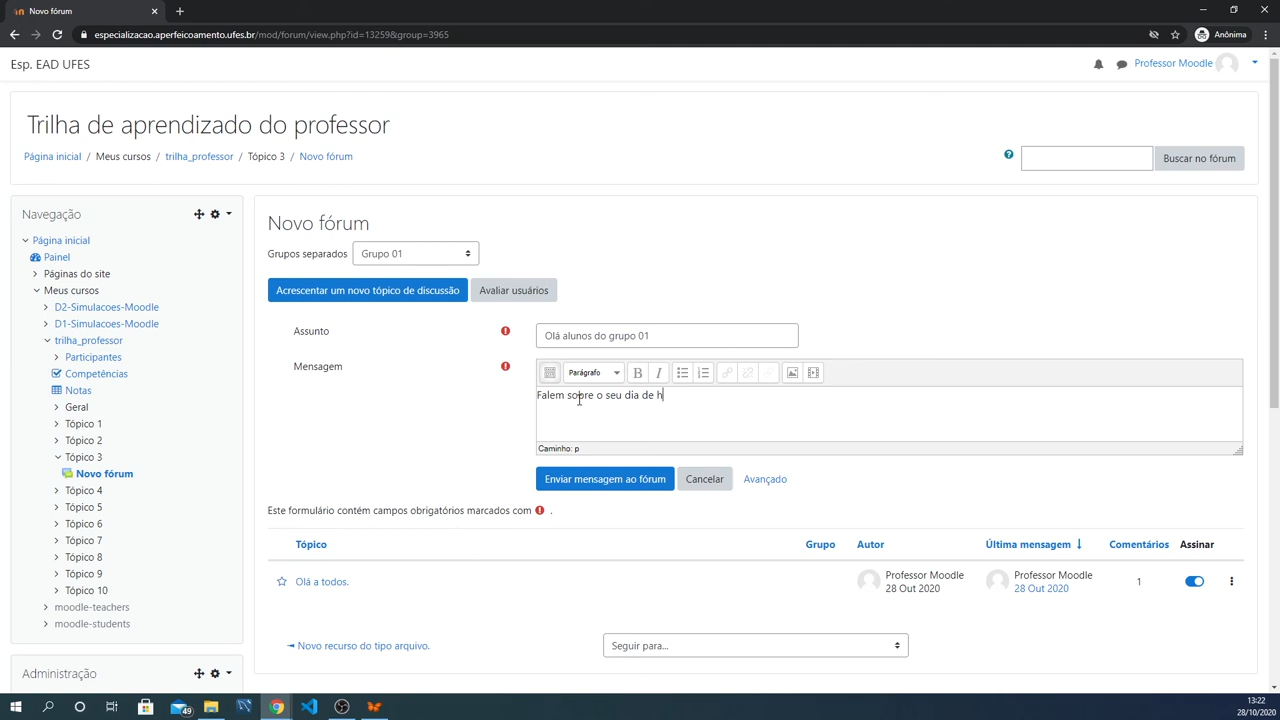 Novo fórum
especializacao.aperfeicoamento.ufes.br/mod/forum/view.php?id=13259&group=3965
Anônima
Esp. EAD UFES
Professor Moodle
Trilha de aprendizado do professor
Página inicial / Meus cursos / trilha_professor / Tópico 3 / Novo fórum
Buscar no fórum
Navegação
Página inicial
Painel
Páginas do site
Meus cursos
D2-Simulacoes-Moodle
D1-Simulacoes-Moodle
trilha_professor
Participantes
Competências
Notas
Geral
Tópico 1
Tópico 2
Tópico 3
Novo fórum
Tópico 4
Tópico 5
Tópico 6
Tópico 7
Tópico 8
Tópico 9
Tópico 10
moodle-teachers
moodle-students
Administração
Novo fórum
Grupos separados Grupo 01
Acrescentar um novo tópico de discussão Avaliar usuários
Assunto Olá alunos do grupo 01
Mensagem Parágrafo B I
Falem sobre o seu dia de h
Caminho: p
Enviar mensagem ao fórum Cancelar Avançado
Este formulário contém campos obrigatórios marcados com .
Tópico Grupo Autor Última mensagem ↓ Comentários Assinar
Olá a todos. Professor Moodle Professor Moodle 1
28 Out 2020 28 Out 2020
Novo recurso do tipo arquivo. Seguir para...
49
13:22
28/10/2020